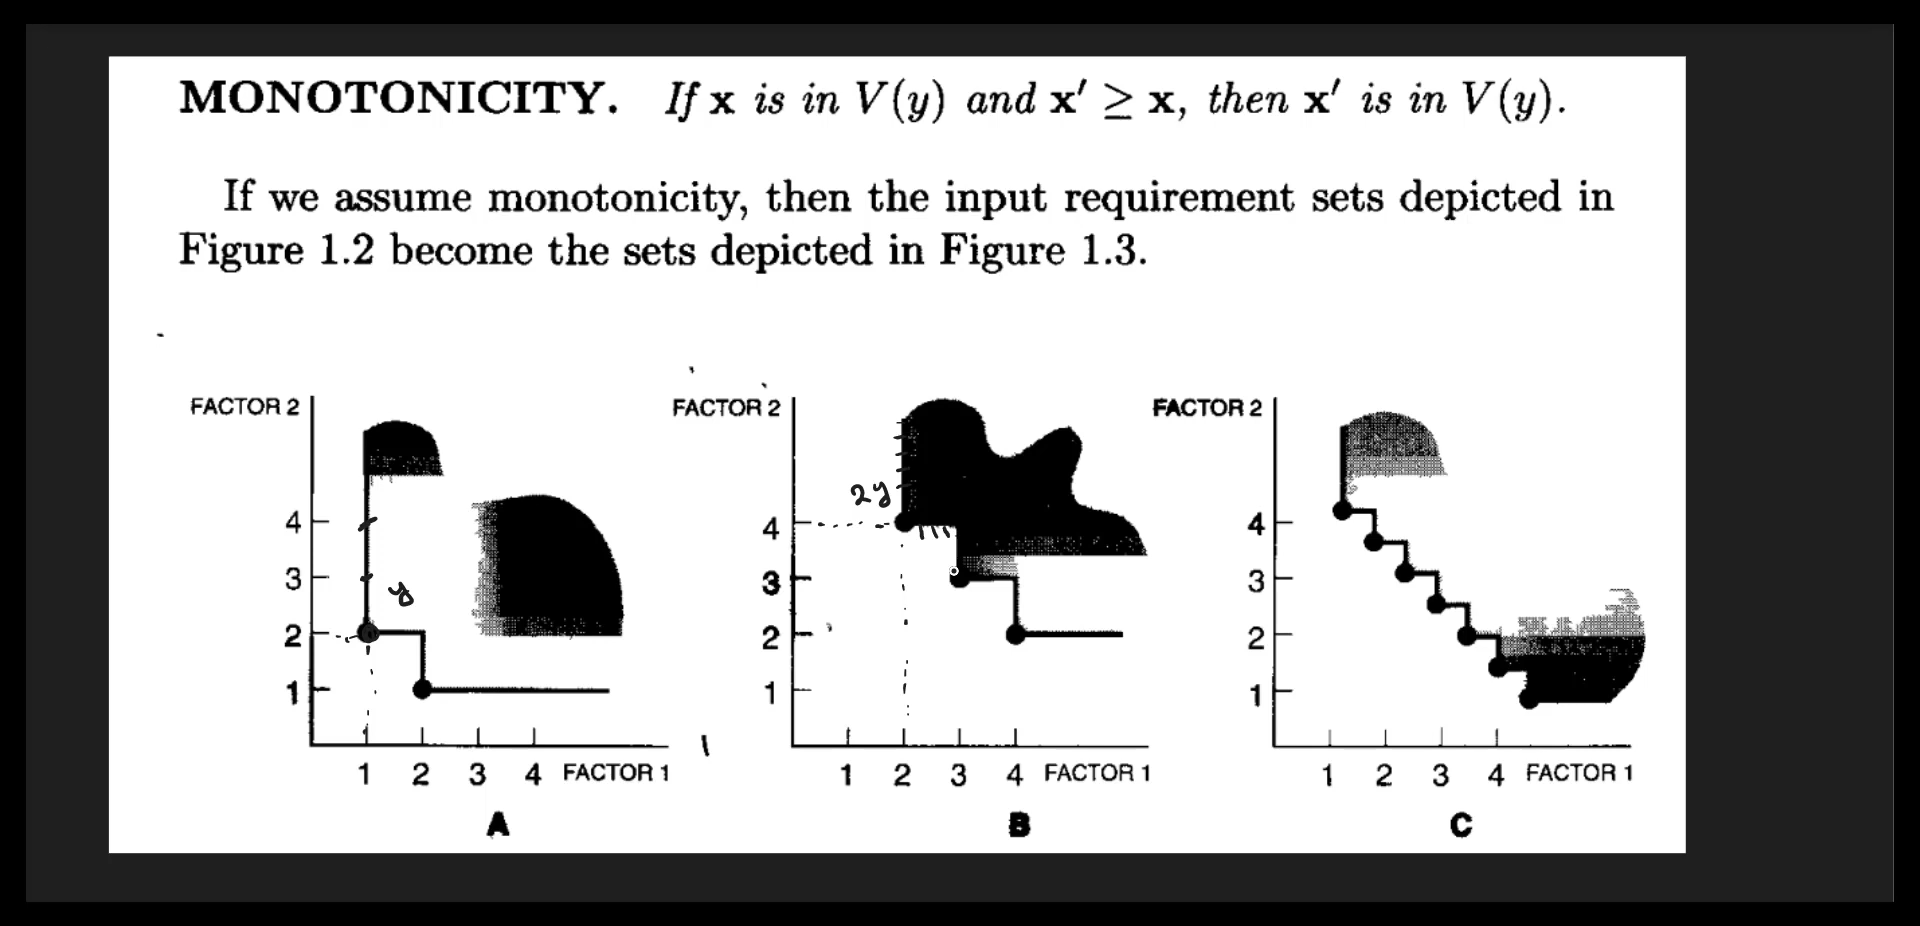 MONOTONICITY. If x is in V(y) and x′ ≥ x, then x′ is in V(y).
If we assume monotonicity, then the input requirement sets depicted in
Figure 1.2 become the sets depicted in Figure 1.3.
FACTOR 2
4
3
y
2
1
1 2 3 4 FACTOR 1
A
FACTOR 2
2y
4
3
2
1
1 2 3 4 FACTOR 1
B
FACTOR 2
4
3
2
1
1 2 3 4 FACTOR 1
C